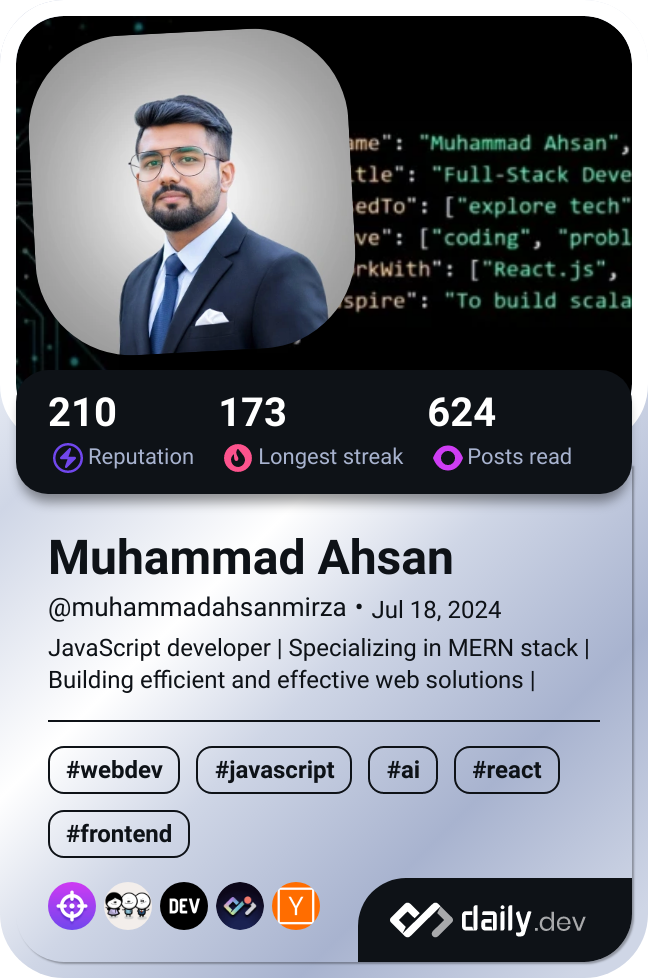 ame": "Muhammad Ahsan",
tle": "Full-Stack Deve
edTo": ["explore tech"
ve": ["coding", "probl
rkWith": ["React.js",
spire": "To build scala
210 173 624
Reputation Longest streak Posts read
Muhammad Ahsan
@muhammadahsanmirza • Jul 18, 2024
JavaScript developer | Specializing in MERN stack |
Building efficient and effective web solutions |
#webdev #javascript #ai #react
#frontend
DEV Y
daily.dev